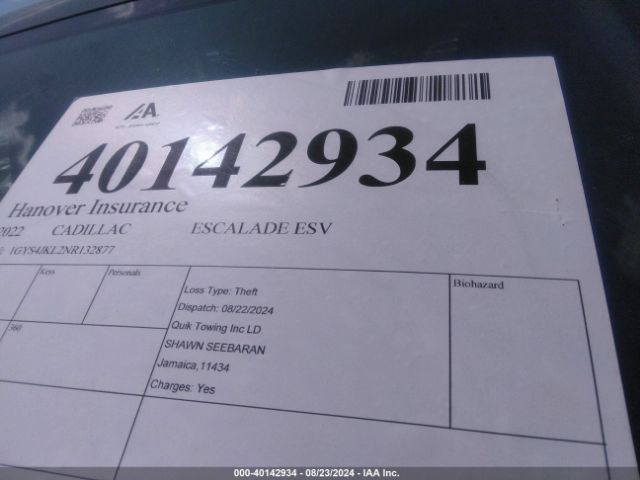 IAA
40142934
Hanover Insurance
2022 CADILLAC ESCALADE ESV
1GYS4JKL2NR132877
Keys Personals
Loss Type: Theft
Dispatch: 08/22/2024
Quik Towing Inc LD
SHAWN SEEBARAN
Jamaica,11434
Charges: Yes
Biohazard
360
000-40142934 - 08/23/2024 - IAA Inc.